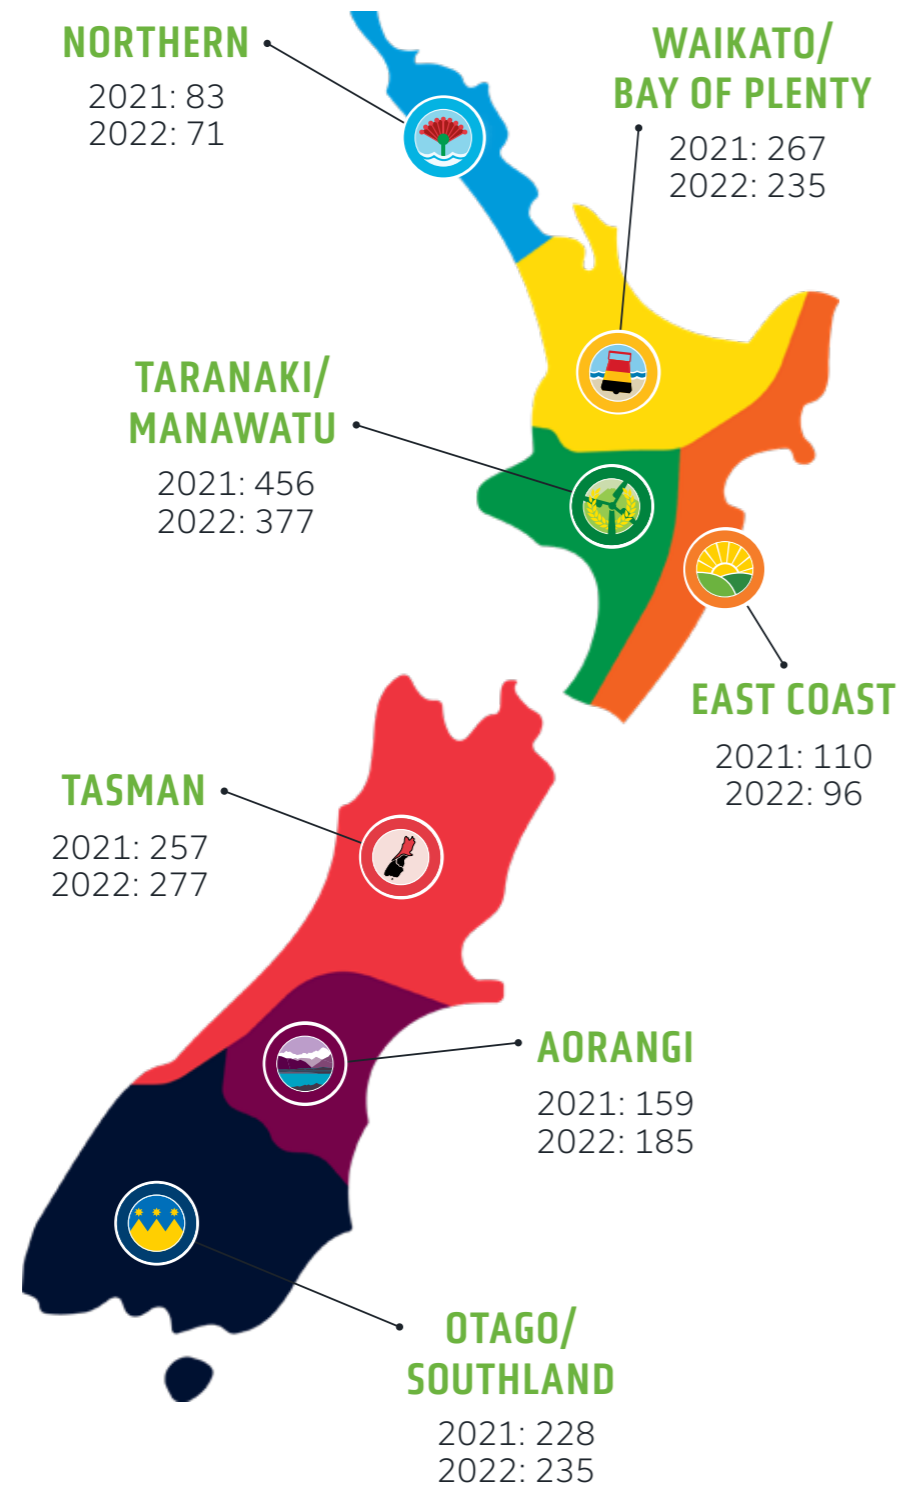 NORTHERN
2021: 83
2022: 71
WAIKATO/
BAY OF PLENTY
2021: 267
2022: 235
TARANAKI/
MANAWATU
2021: 456
2022: 377
EAST COAST
2021: 110
2022: 96
TASMAN
2021: 257
2022: 277
AORANGI
2021: 159
2022: 185
OTAGO/
SOUTHLAND
2021: 228
2022: 235